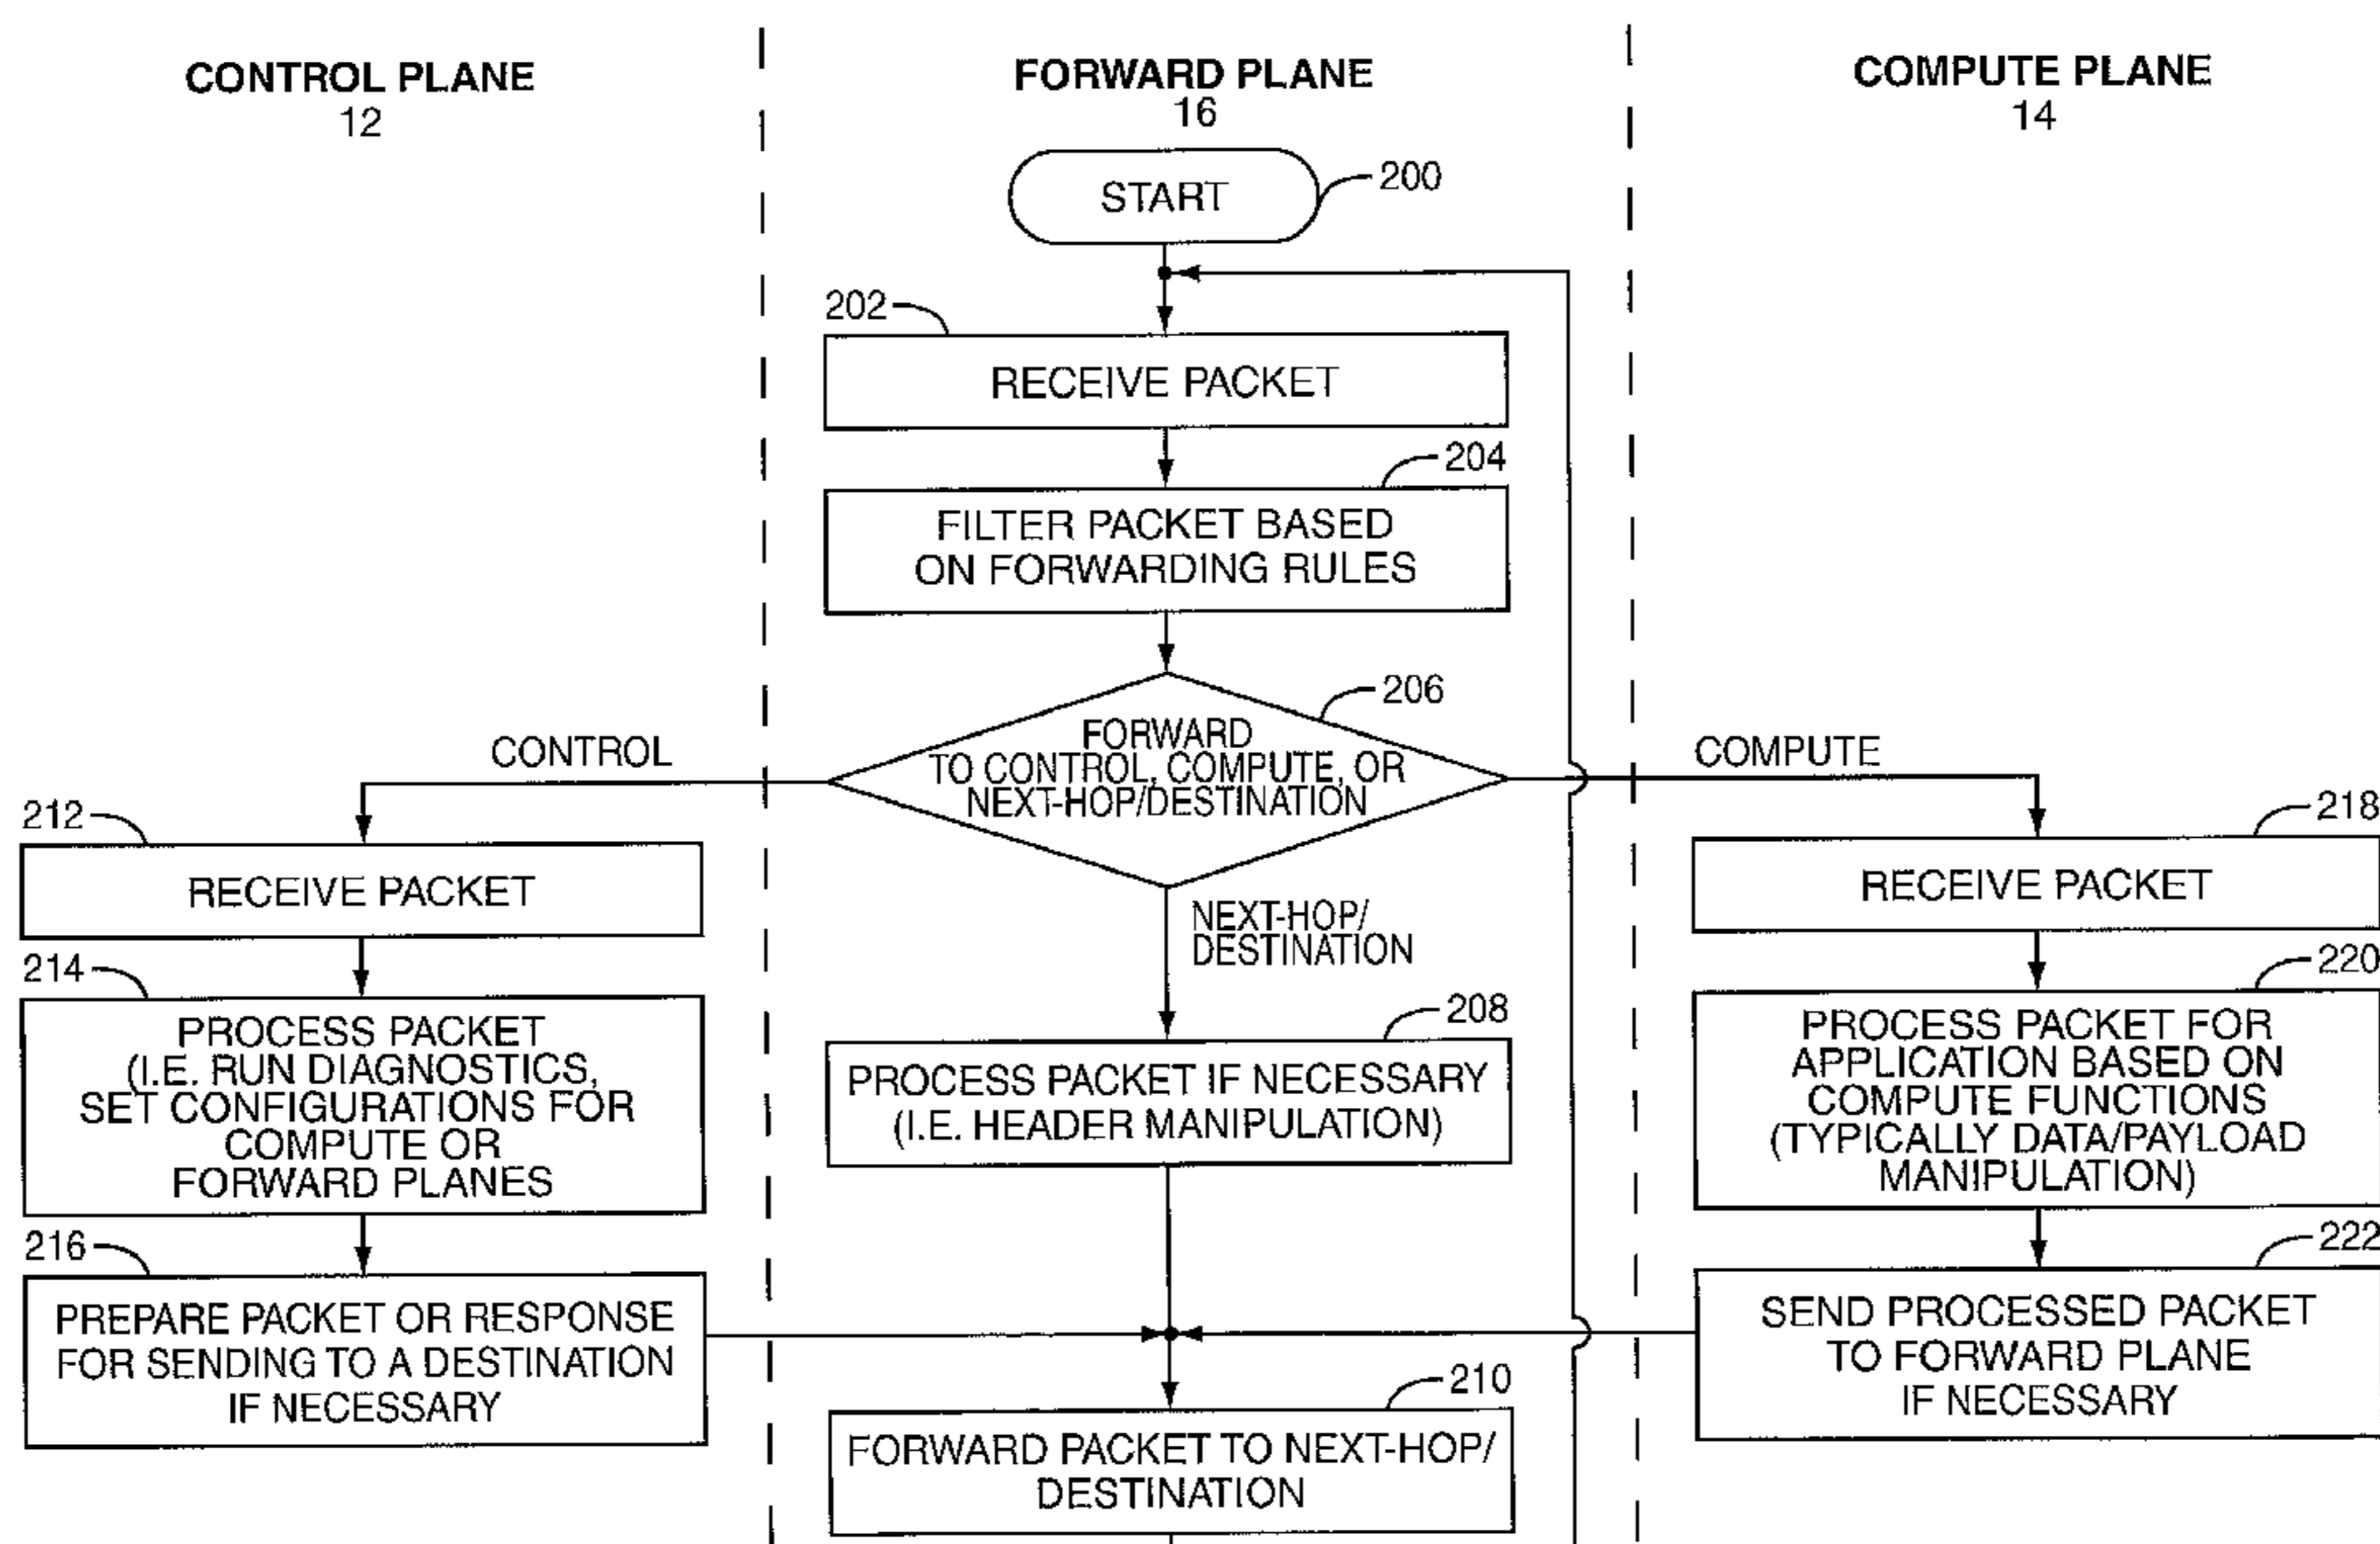 CONTROL PLANE
12
FORWARD PLANE
16
COMPUTE PLANE
14
START
200
202
RECEIVE PACKET
204
FILTER PACKET BASED
ON FORWARDING RULES
206
FORWARD
TO CONTROL, COMPUTE, OR
NEXT-HOP/DESTINATION
CONTROL
COMPUTE
NEXT-HOP/
DESTINATION
212
RECEIVE PACKET
214
PROCESS PACKET
(I.E. RUN DIAGNOSTICS,
SET CONFIGURATIONS FOR
COMPUTE OR
FORWARD PLANES
216
PREPARE PACKET OR RESPONSE
FOR SENDING TO A DESTINATION
IF NECESSARY
208
PROCESS PACKET IF NECESSARY
(I.E. HEADER MANIPULATION)
210
FORWARD PACKET TO NEXT-HOP/
DESTINATION
218
RECEIVE PACKET
220
PROCESS PACKET FOR
APPLICATION BASED ON
COMPUTE FUNCTIONS
(TYPICALLY DATA/PAYLOAD
MANIPULATION)
222
SEND PROCESSED PACKET
TO FORWARD PLANE
IF NECESSARY